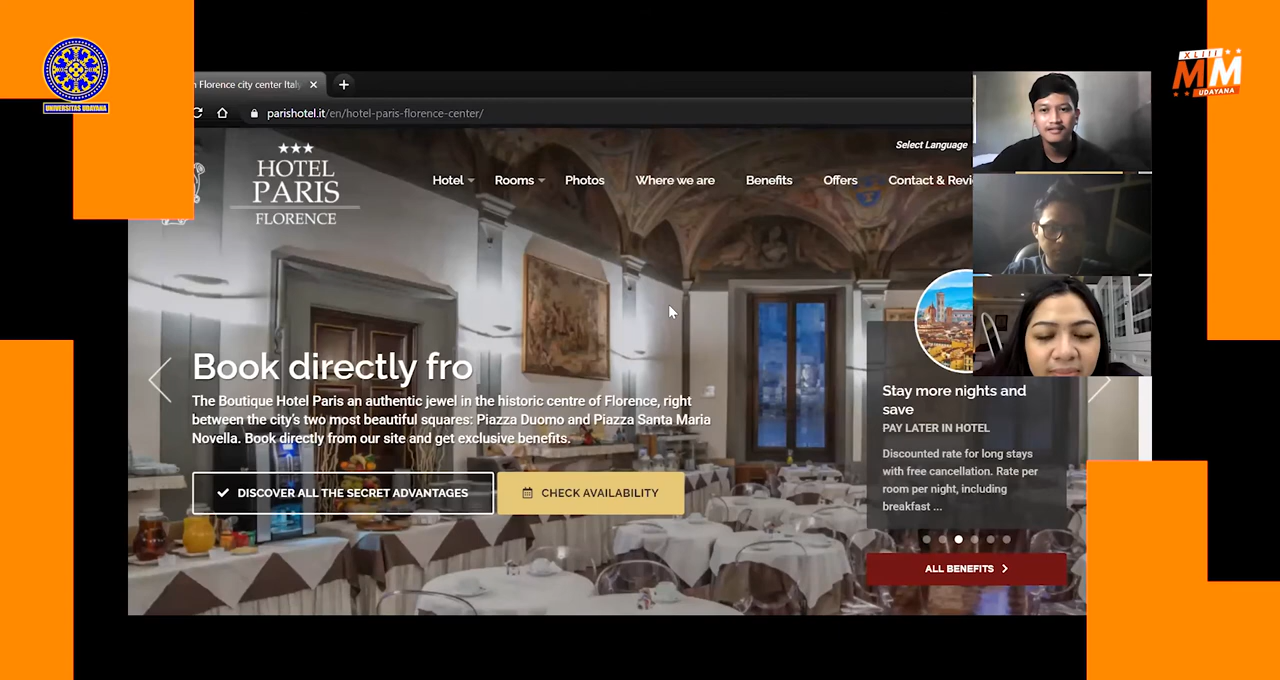 UNIVERSITAS UDAYANA
XLIII
MM
UDAYANA
Florence city center Italy
parishotel.it/en/hotel-paris-florence-center/
Select Language
HOTEL
PARIS
FLORENCE
Hotel
Rooms
Photos
Where we are
Benefits
Offers
Contact & Revi
Book directly fro
The Boutique Hotel Paris an authentic jewel in the historic centre of Florence, right
between the city's two most beautiful squares: Piazza Duomo and Piazza Santa Maria
Novella. Book directly from our site and get exclusive benefits.
DISCOVER ALL THE SECRET ADVANTAGES
CHECK AVAILABILITY
Stay more nights and
save
PAY LATER IN HOTEL
Discounted rate for long stays
with free cancellation. Rate per
room per night, including
breakfast ...
ALL BENEFITS